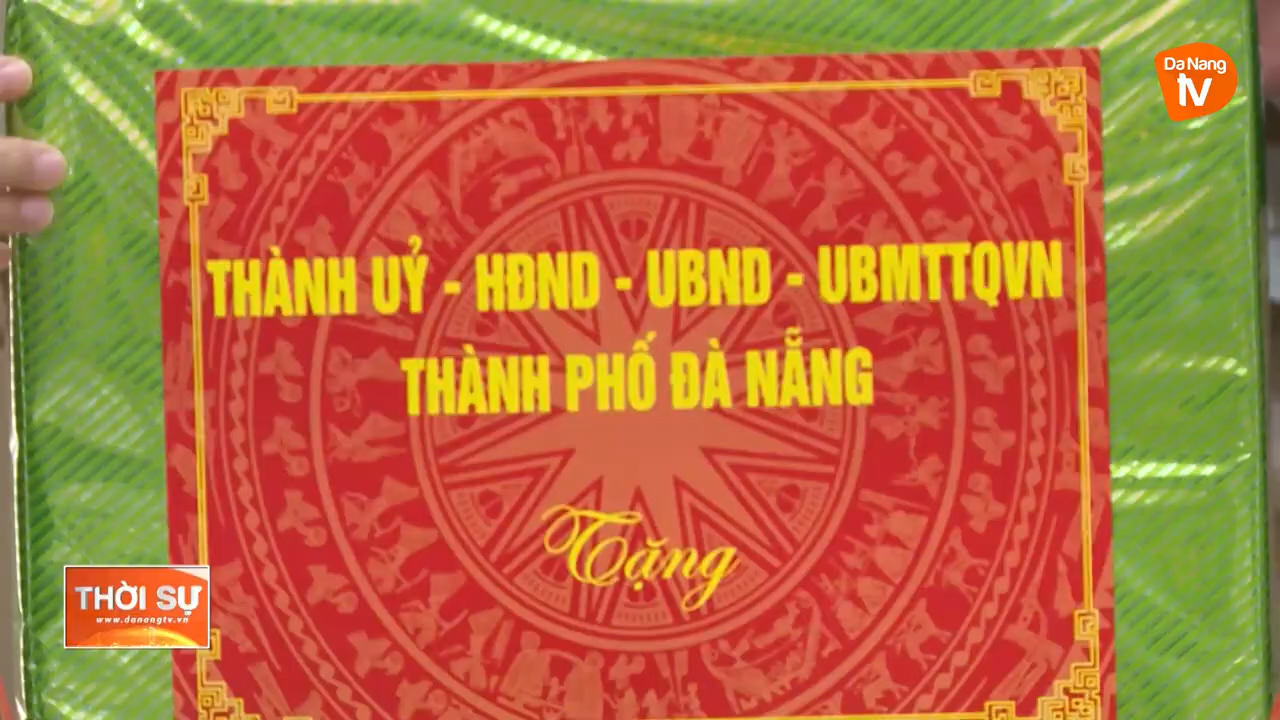 Da Nang
tv
THÀNH UỶ - HĐND - UBND - UBMTTQVN
THÀNH PHỐ ĐÀ NẴNG
Tặng
THỜI SỰ
www.danangtv.vn